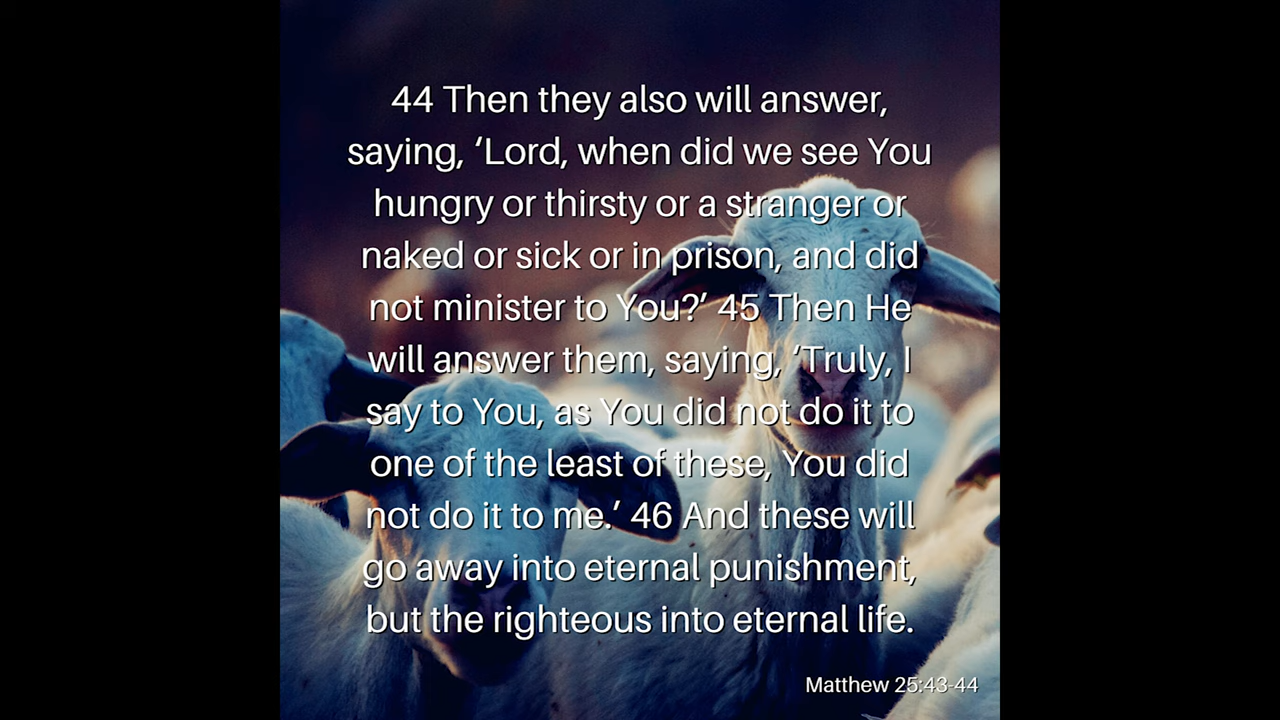 44 Then they also will answer,
saying, ‘Lord, when did we see You
hungry or thirsty or a stranger or
naked or sick or in prison, and did
not minister to You?’ 45 Then He
will answer them, saying, ‘Truly, I
say to You, as You did not do it to
one of the least of these, You did
not do it to me.’ 46 And these will
go away into eternal punishment,
but the righteous into eternal life.
Matthew 25:43-44